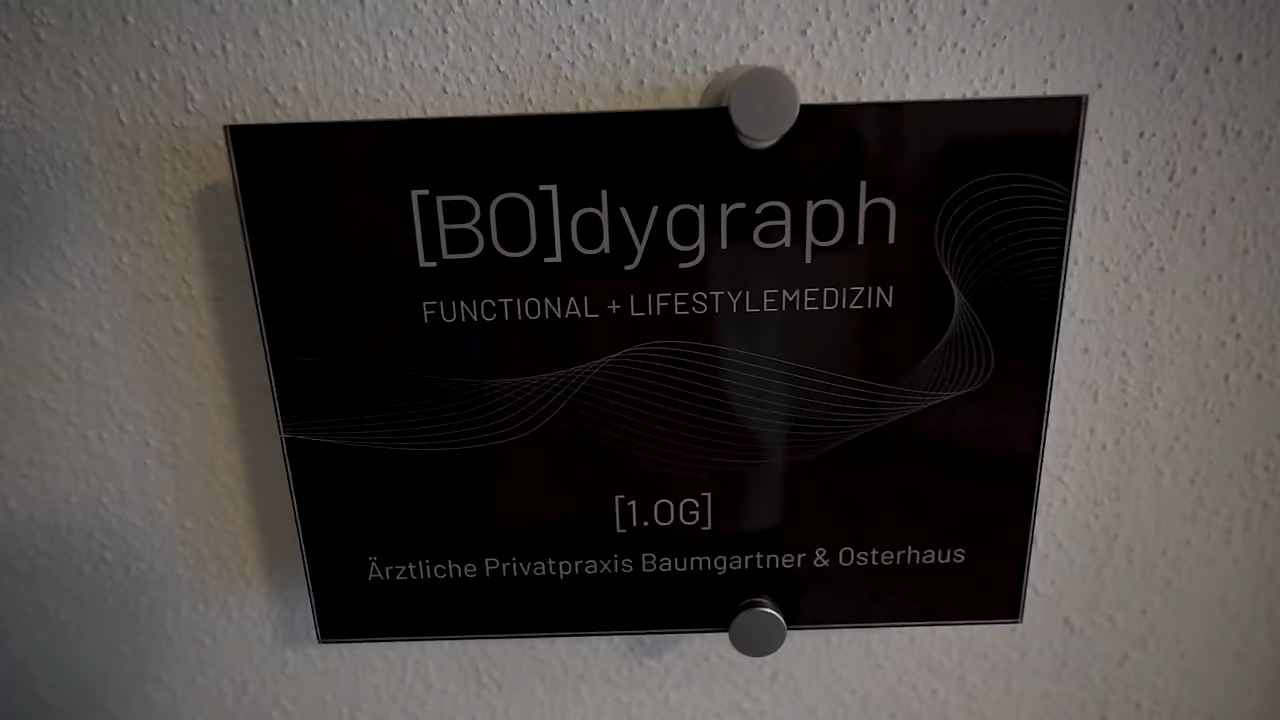 [BO]dygraph
FUNCTIONAL + LIFESTYLEMEDIZIN
[1.OG]
Ärztliche Privatpraxis Baumgartner & Osterhaus